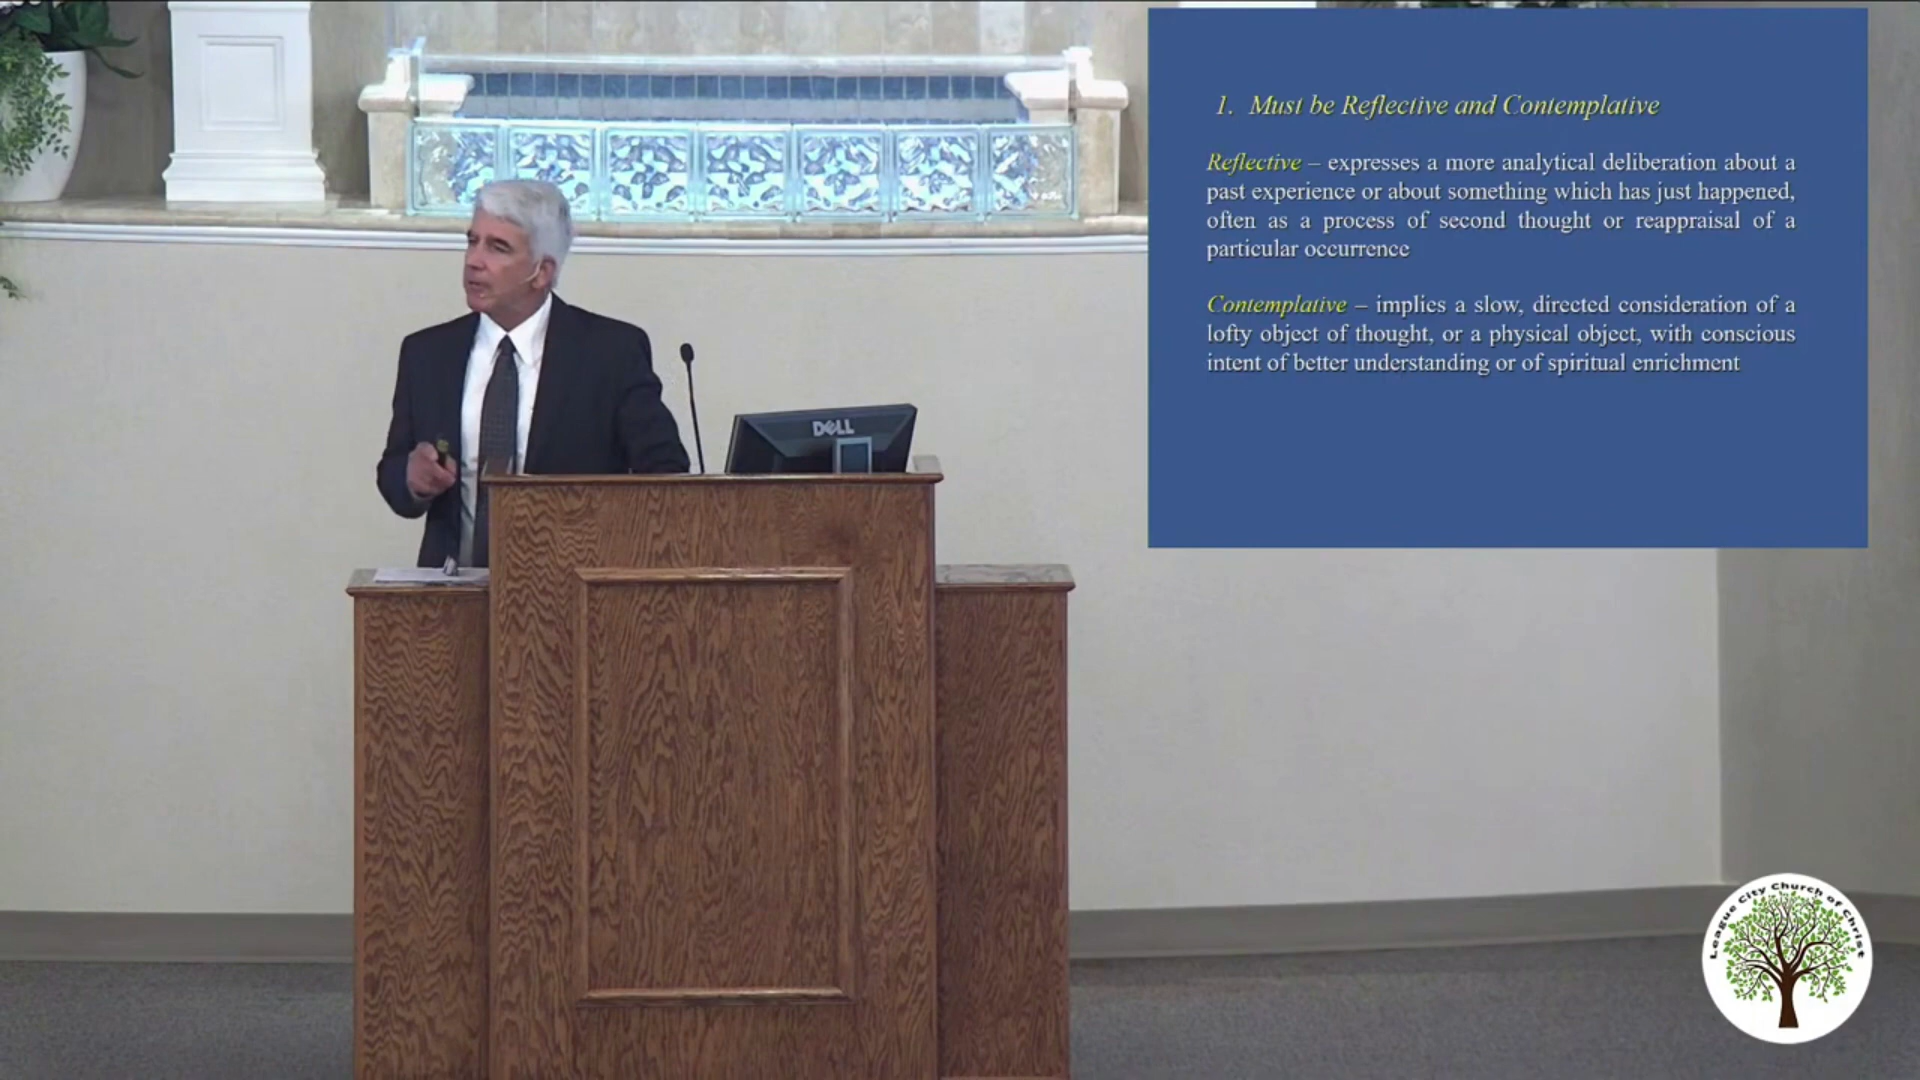 1. Must be Reflective and Contemplative
Reflective – expresses a more analytical deliberation about a
past experience or about something which has just happened,
often as a process of second thought or reappraisal of a
particular occurrence
Contemplative – implies a slow, directed consideration of a
lofty object of thought, or a physical object, with conscious
intent of better understanding or of spiritual enrichment
DELL
League City Church of Christ